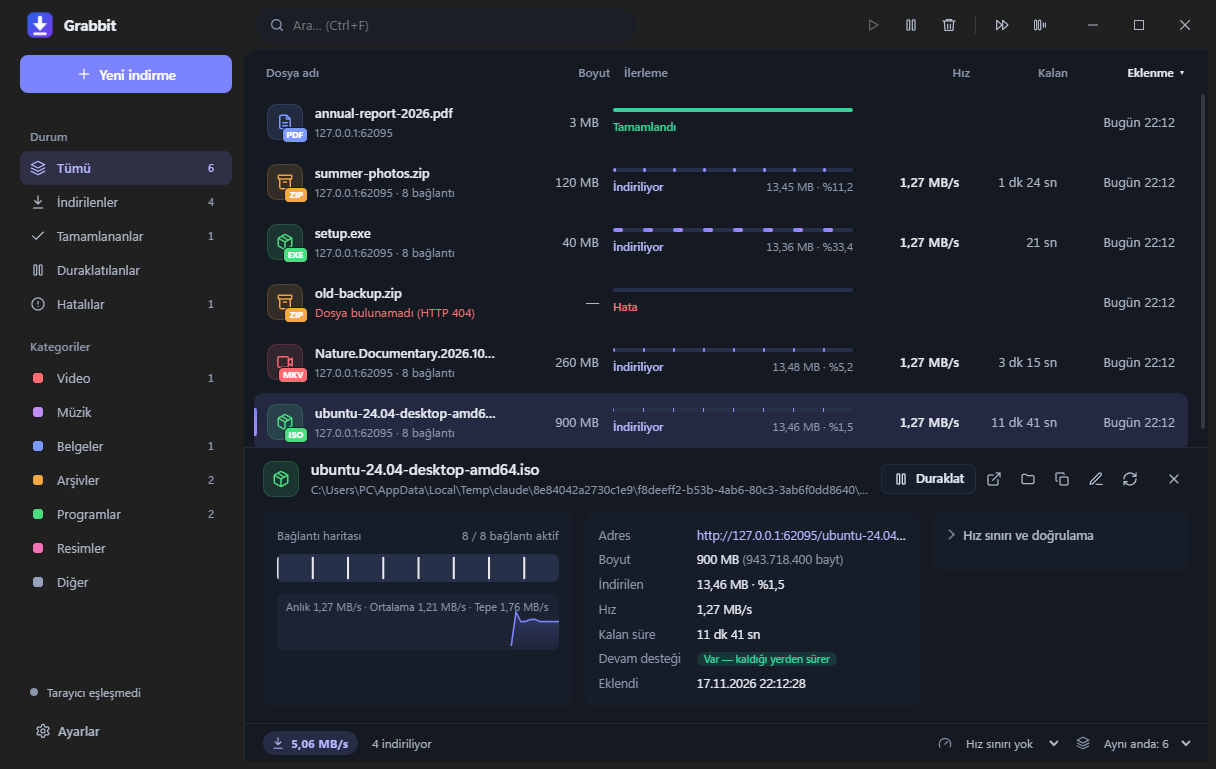 Grabbit
Ara... (Ctrl+F)
Yeni indirme
Durum
Tümü 6
İndirilenler 4
Tamamlananlar 1
Duraklatılanlar
Hatalılar 1
Kategoriler
Video 1
Müzik
Belgeler 1
Arşivler 2
Programlar 2
Resimler
Diğer
Tarayıcı eşleşmedi
Ayarlar
Dosya adı Boyut İlerleme Hız Kalan Eklenme
annual-report-2026.pdf
PDF 127.0.0.1:62095 3 MB Tamamlandı Bugün 22:12
summer-photos.zip
ZIP 127.0.0.1:62095 · 8 bağlantı 120 MB İndiriliyor 13,45 MB · %11,2 1,27 MB/s 1 dk 24 sn Bugün 22:12
setup.exe
EXE 127.0.0.1:62095 · 8 bağlantı 40 MB İndiriliyor 13,36 MB · %33,4 1,27 MB/s 21 sn Bugün 22:12
old-backup.zip
ZIP Dosya bulunamadı (HTTP 404) — Hata Bugün 22:12
Nature.Documentary.2026.10...
MKV 127.0.0.1:62095 · 8 bağlantı 260 MB İndiriliyor 13,48 MB · %5,2 1,27 MB/s 3 dk 15 sn Bugün 22:12
ubuntu-24.04-desktop-amd6...
ISO 127.0.0.1:62095 · 8 bağlantı 900 MB İndiriliyor 13,46 MB · %1,5 1,27 MB/s 11 dk 41 sn Bugün 22:12
ubuntu-24.04-desktop-amd64.iso
C:\Users\PC\AppData\Local\Temp\claude\8e84042a2730c1e9\f8deeff2-b53b-4ab6-80c3-3ab6f0dd8640\...
Duraklat
Bağlantı haritası 8 / 8 bağlantı aktif
Anlık 1,27 MB/s · Ortalama 1,21 MB/s · Tepe 1,76 MB/s
Adres http://127.0.0.1:62095/ubuntu-24.04...
Boyut 900 MB (943.718.400 bayt)
İndirilen 13,46 MB · %1,5
Hız 1,27 MB/s
Kalan süre 11 dk 41 sn
Devam desteği Var — kaldığı yerden sürer
Eklendi 17.11.2026 22:12:28
Hız sınırı ve doğrulama
5,06 MB/s 4 indiriliyor
Hız sınırı yok Aynı anda: 6